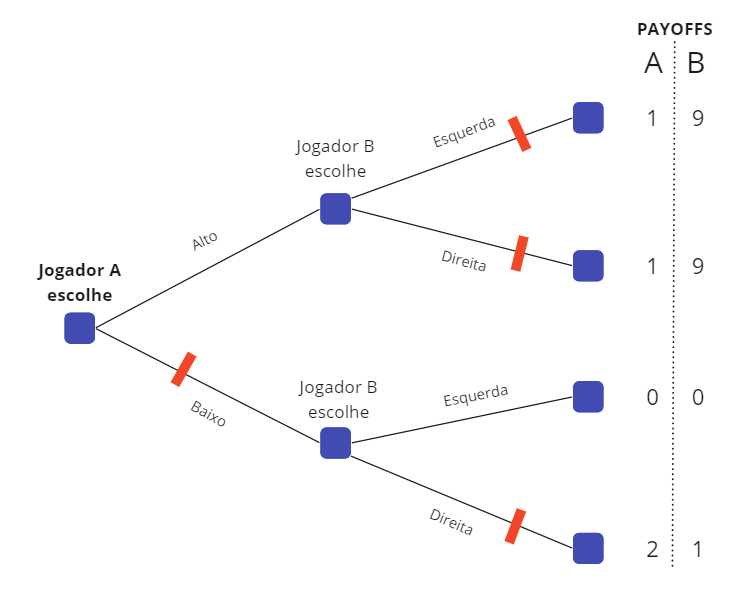 PAYOFFS
A B
Esquerda
1 9
Jogador B
escolhe
Alto
Direita
1 9
Jogador A
escolhe
Jogador B
escolhe
Esquerda
0 0
Baixo
Direita
2 1